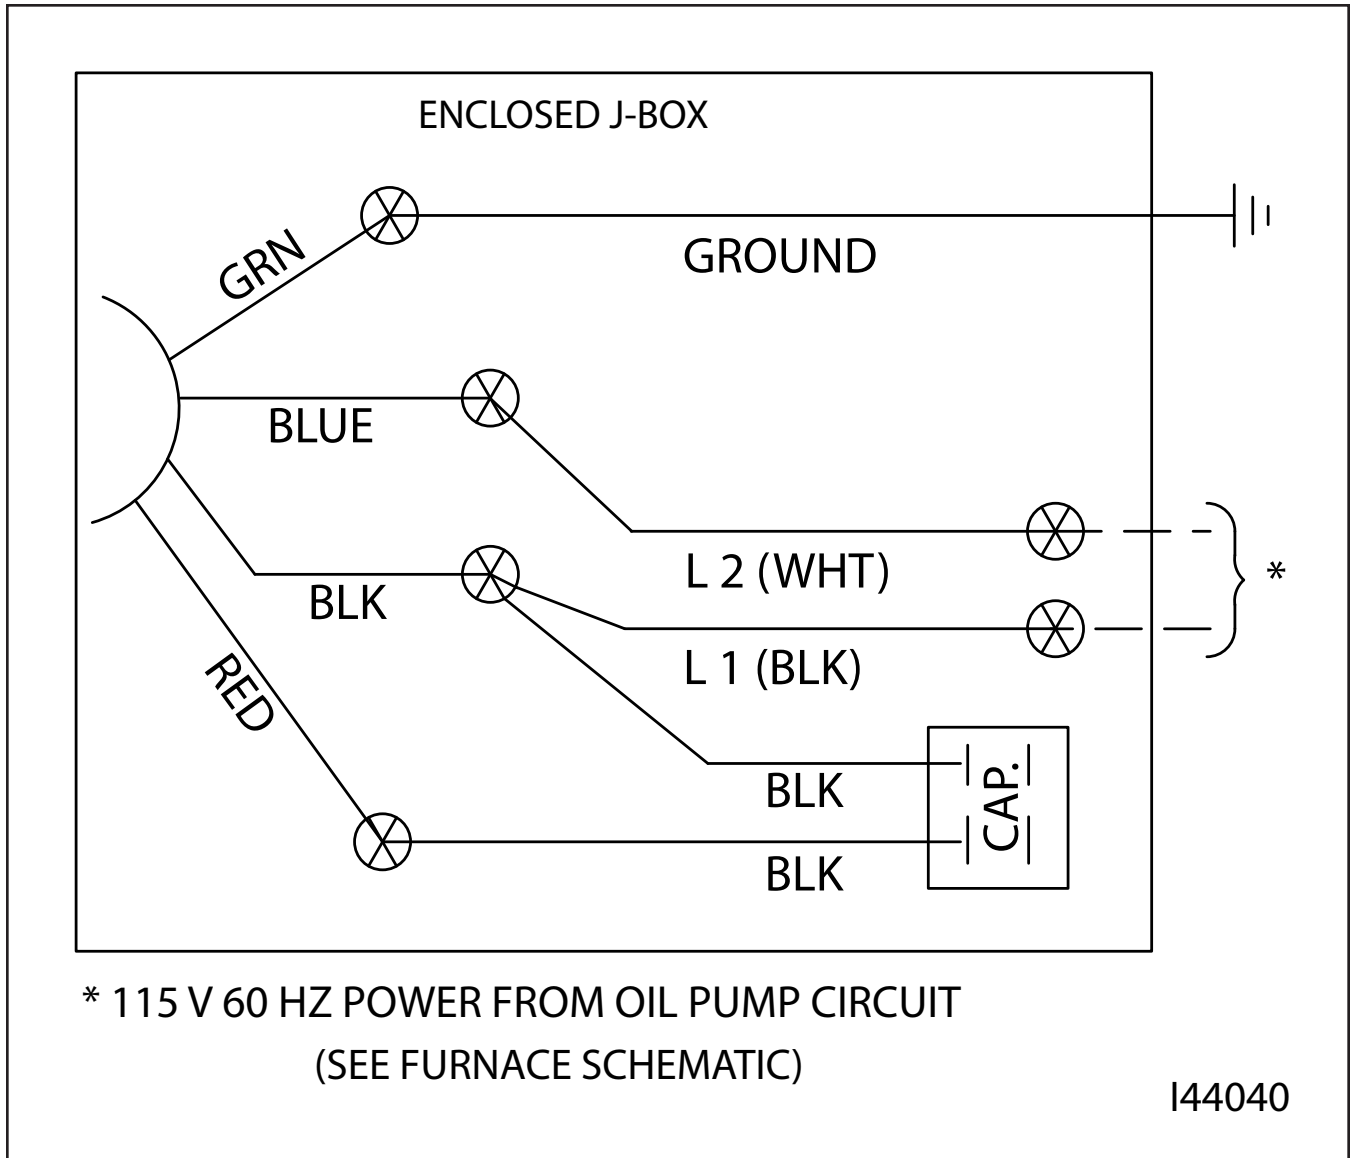 ENCLOSED J-BOX
GRN
GROUND
BLUE
L 2 (WHT)
*
BLK
L 1 (BLK)
RED
BLK
CAP.
BLK
* 115 V 60 HZ POWER FROM OIL PUMP CIRCUIT
(SEE FURNACE SCHEMATIC)
I44040